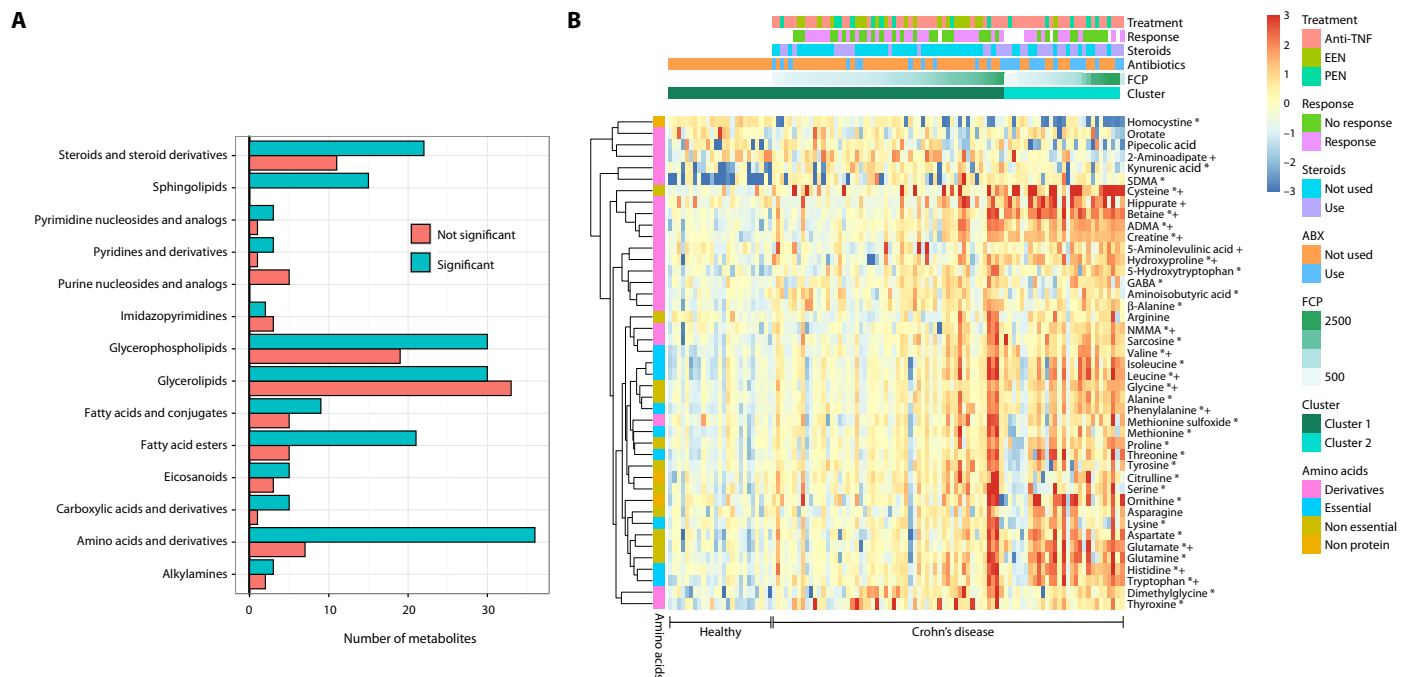 A
Steroids and steroid derivatives
Sphingolipids
Pyrimidine nucleosides and analogs
Pyridines and derivatives
Purine nucleosides and analogs
Imidazopyrimidines
Glycerophospholipids
Glycerolipids
Fatty acids and conjugates
Fatty acid esters
Eicosanoids
Carboxylic acids and derivatives
Amino acids and derivatives
Alkylamines
Not significant
Significant
0 10 20 30
Number of metabolites
B
Treatment
Response
Steroids
Antibiotics
FCP
Cluster
Homocystine *
Orotate
Pipecolic acid
2-Aminoadipate +
Kynurenic acid *
SDMA *
Cysteine *+
Hippurate +
Betaine *+
ADMA *+
Creatine *+
5-Aminolevulinic acid +
Hydroxyproline *+
5-Hydroxytryptophan *
GABA *
Aminoisobutyric acid *
β-Alanine *
Arginine
NMMA *+
Sarcosine *
Valine *+
Isoleucine *
Leucine *+
Glycine *+
Alanine *
Phenylalanine *+
Methionine sulfoxide *
Methionine *
Proline *
Threonine *
Tyrosine *
Citrulline *
Serine *
Ornithine *
Asparagine
Lysine *
Aspartate *
Glutamate *+
Glutamine *
Histidine *+
Tryptophan *+
Dimethylglycine *
Thyroxine *
Amino acids
Healthy
Crohn's disease
3
2
1
0
−1
−2
−3
Treatment
Anti-TNF
EEN
PEN
Response
No response
Response
Steroids
Not used
Use
ABX
Not used
Use
FCP
2500
500
Cluster
Cluster 1
Cluster 2
Amino acids
Derivatives
Essential
Non essential
Non protein